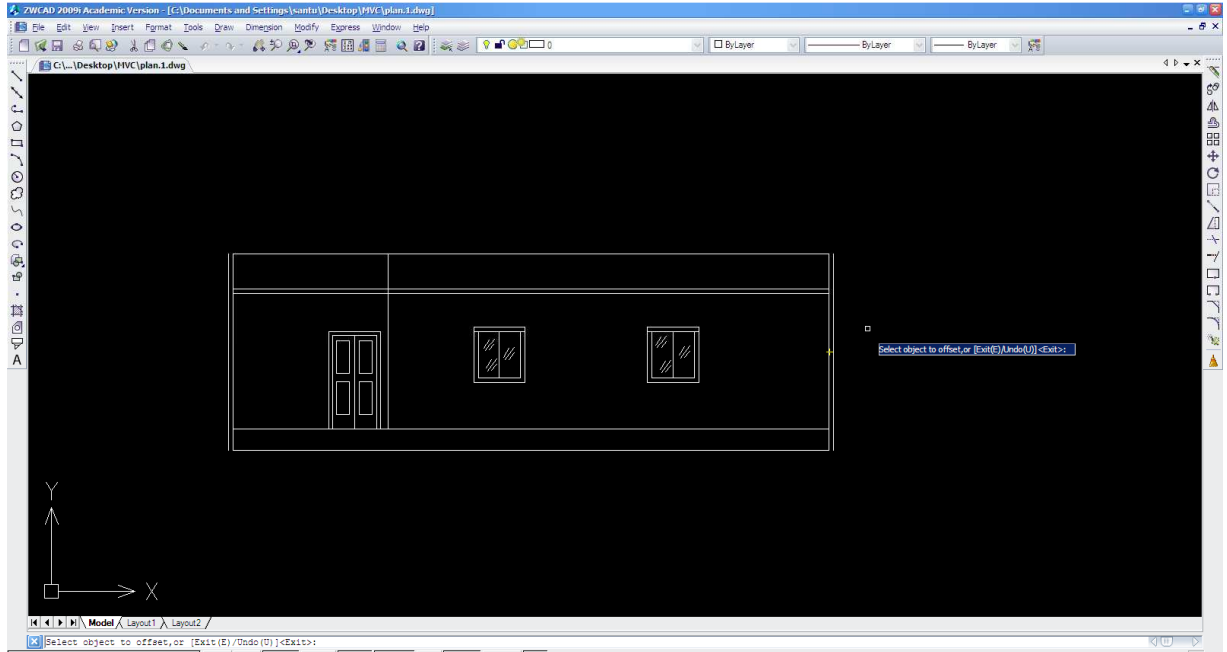 ZWCAD 2009i Academic Version - [C:\Documents and Settings\santu\Desktop\MVC\plan.1.dwg]
File Edit View Insert Format Tools Draw Dimension Modify Express Window Help
0 ByLayer ByLayer ByLayer
C:\...\Desktop\MVC\plan.1.dwg
A
Select object to offset,or [Exit(E)/Undo(U)]<Exit>:
Y
X
Model Layout1 Layout2
Select object to offset,or [Exit(E)/Undo(U)]<Exit>: